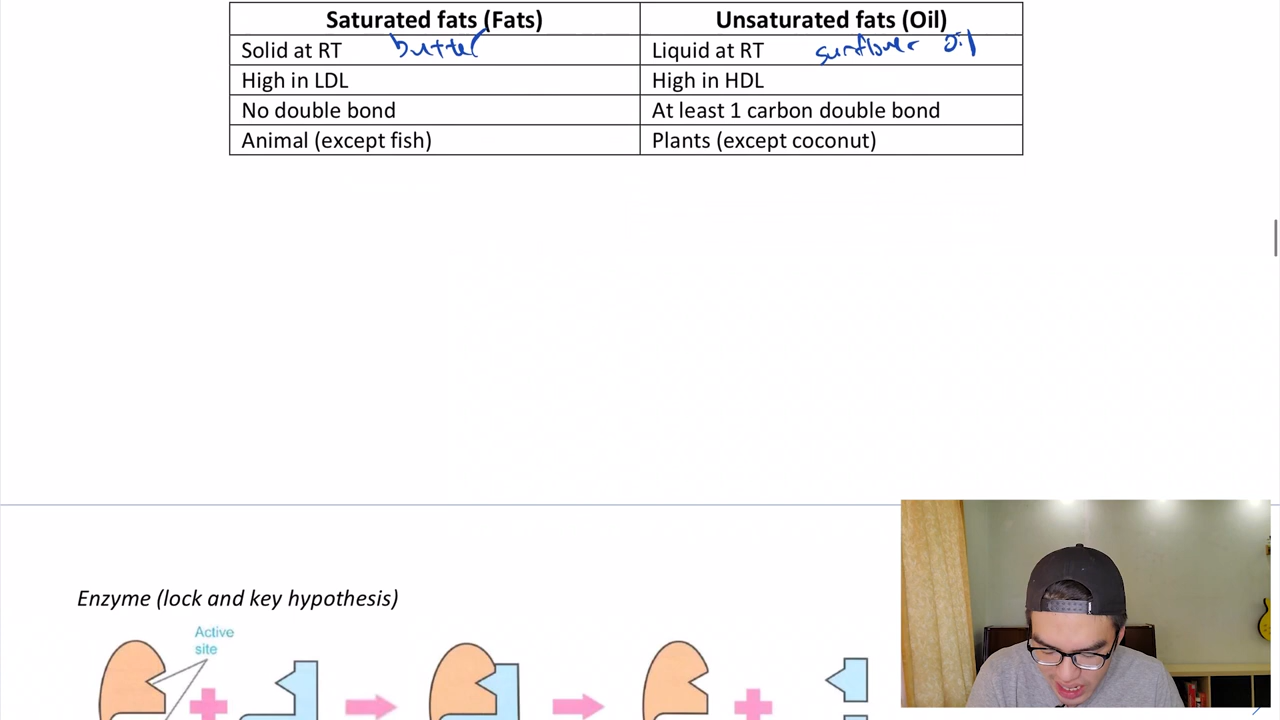 Saturated fats (Fats) Unsaturated fats (Oil)
Solid at RT butter Liquid at RT sunflower oil
High in LDL High in HDL
No double bond At least 1 carbon double bond
Animal (except fish) Plants (except coconut)
Enzyme (lock and key hypothesis)
Active
site